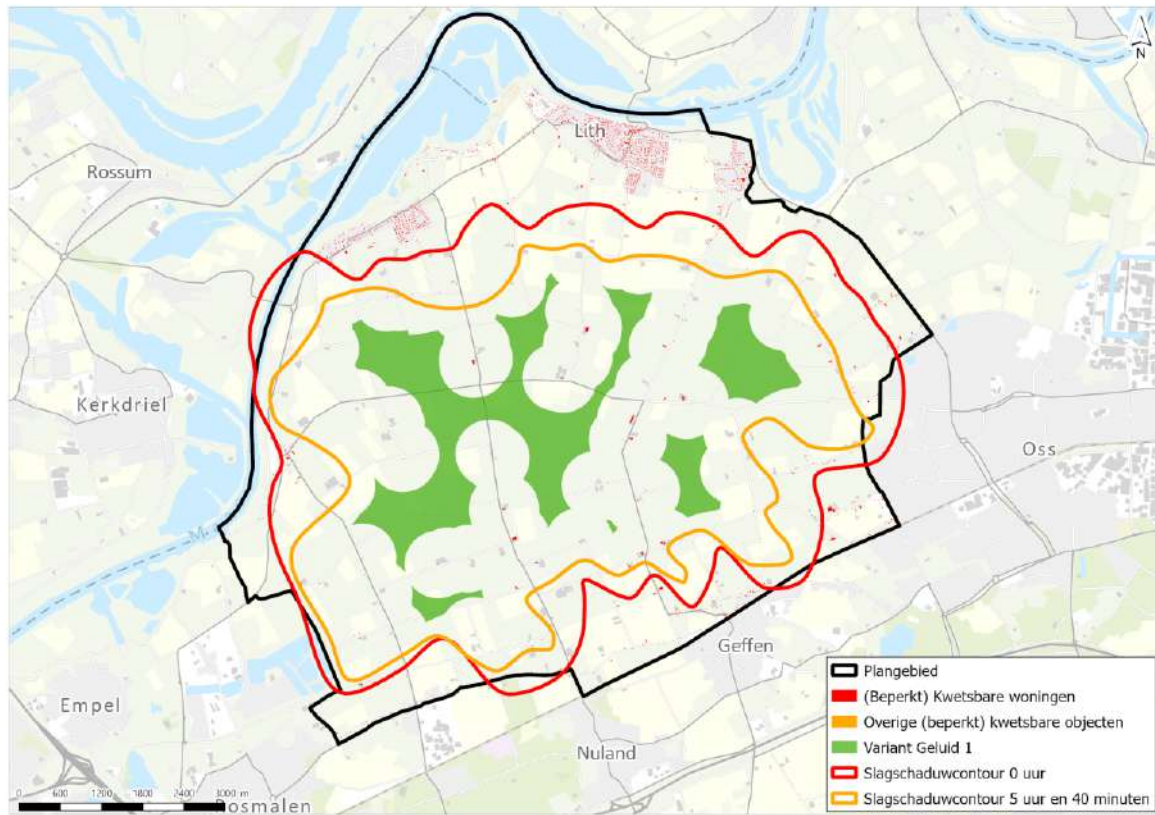 N
Lith
Rossum
Kerkdriel
Oss
M
Geffen
Empel
Nuland
Rosmalen
0 600 1200 1800 2400 3000 m
Plangebied
(Beperkt) Kwetsbare woningen
Overige (beperkt) kwetsbare objecten
Variant Geluid 1
Slagschaduwcontour 0 uur
Slagschaduwcontour 5 uur en 40 minuten